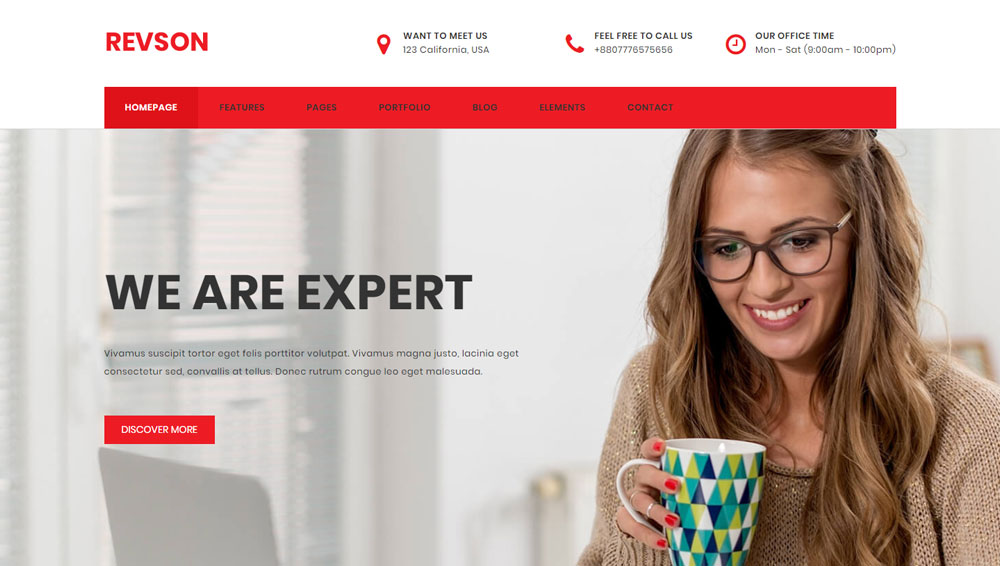 REVSON
WANT TO MEET US
123 California, USA
FEEL FREE TO CALL US
+8807776575656
OUR OFFICE TIME
Mon - Sat (9:00am - 10:00pm)
HOMEPAGE FEATURES PAGES PORTFOLIO BLOG ELEMENTS CONTACT
WE ARE EXPERT
Vivamus suscipit tortor eget felis porttitor volutpat. Vivamus magna justo, lacinia eget
consectetur sed, convallis at tellus. Donec rutrum congue leo eget malesuada.
DISCOVER MORE